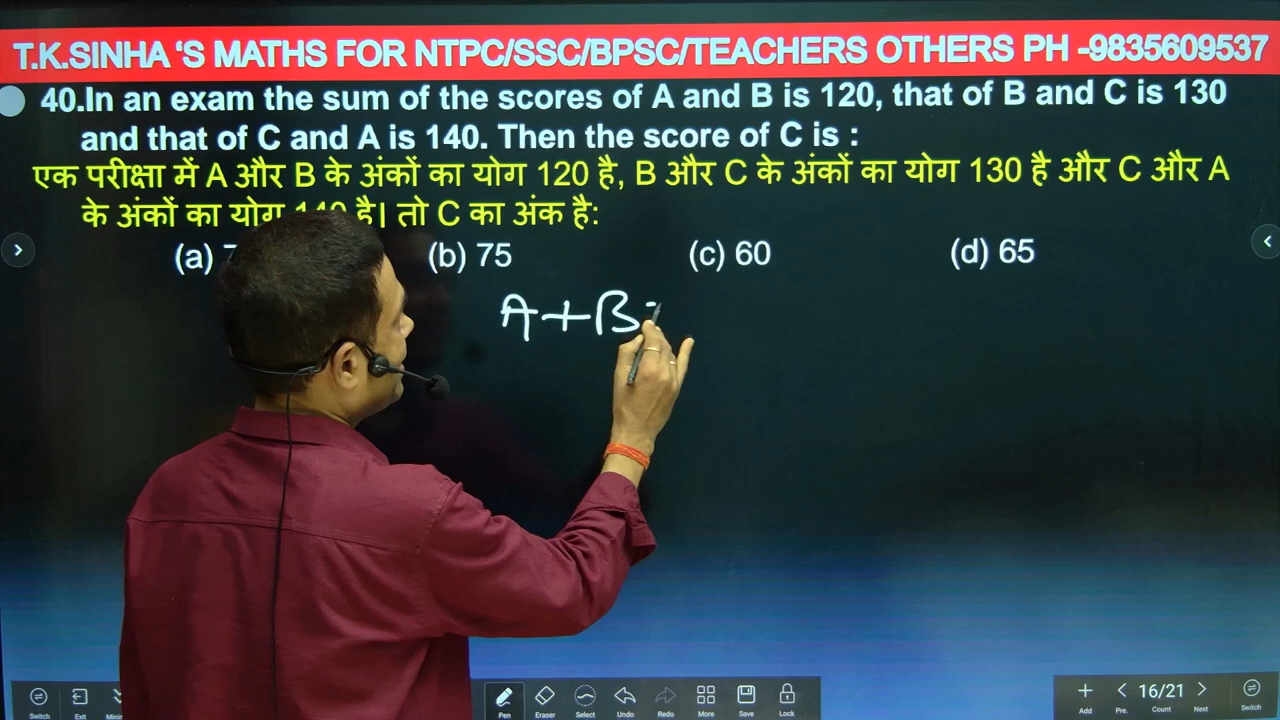 T.K.SINHA ‘S MATHS FOR NTPC/SSC/BPSC/TEACHERS OTHERS PH -9835609537
40.In an exam the sum of the scores of A and B is 120, that of B and C is 130
and that of C and A is 140. Then the score of C is :
एक परीक्षा में A और B के अंकों का योग 120 है, B और C के अंकों का योग 130 है और C और A
के अंकों का योग 140 है। तो C का अंक है:
(a) (b) 75 (c) 60 (d) 65
A+B
Switch Exit Pen Eraser Select Undo Redo More Save Lock Add Pre. 16/21 Count Next Switch